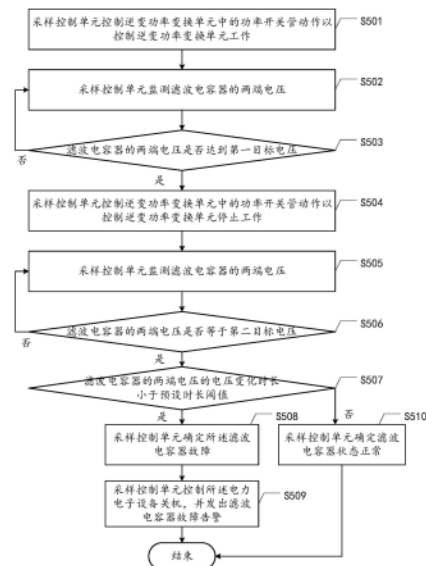 采样控制单元控制逆变功率变换单元中的功率开关管动作以
控制逆变功率变换单元工作
S501
采样控制单元监测滤波电容器的两端电压
S502
滤波电容器的两端电压是否达到第一目标电压
S503
否
是
采样控制单元控制逆变功率变换单元中的功率开关管动作以
控制逆变功率变换单元停止工作
S504
采样控制单元监测滤波电容器的两端电压
S505
滤波电容器的两端电压是否等于第二目标电压
S506
否
是
滤波电容器的两端电压的电压变化时长
小于预设时长阈值
S507
是
否
采样控制单元确定所述滤波
电容器故障
S508
采样控制单元确定滤波
电容器状态正常
S510
采样控制单元控制所述电力
电子设备关机，并发出滤波
电容器故障告警
S509
结束